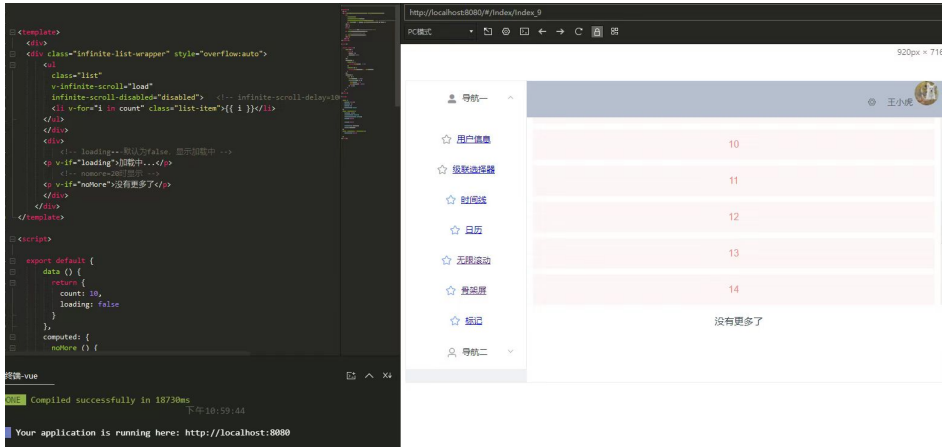 <template>
<div>
<div class="infinite-list-wrapper" style="overflow:auto">
<ul
class="list"
v-infinite-scroll="load"
infinite-scroll-disabled="disabled"> <!-- infinite-scroll-delay=10
<li v-for="i in count" class="list-item">{{ i }}</li>
</ul>
</div>
<div>
<!-- loading---默认为false，显示加载中 -->
<p v-if="loading">加载中...</p>
<!-- nomore=20时显示 -->
<p v-if="noMore">没有更多了</p>
</div>
</div>
</template>
<script>
export default {
data () {
return {
count: 10,
loading: false
}
},
computed: {
noMore () {
终端-vue
DONE Compiled successfully in 18730ms
下午10:59:44
Your application is running here: http://localhost:8080
http://localhost:8080/#/Index/Index_9
PC模式
920px × 716
导航一
用户信息
级联选择器
时间线
日历
无限滚动
骨架屏
标记
导航二
王小虎
10
11
12
13
14
没有更多了